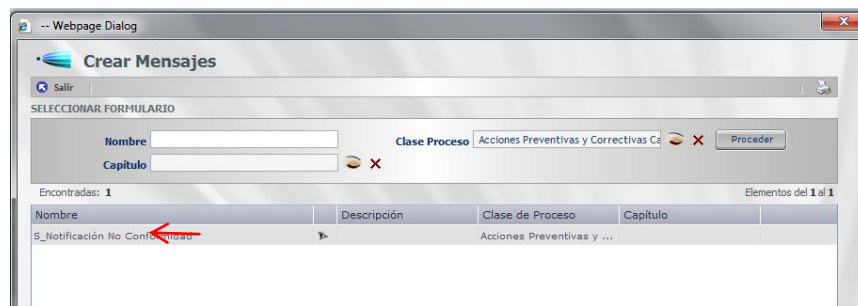 -- Webpage Dialog
Crear Mensajes
Salir
SELECCIONAR FORMULARIO
Nombre Clase Proceso Acciones Preventivas y Correctivas Ca Proceder
Capítulo
Encontradas: 1 Elementos del 1 al 1
Nombre Descripción Clase de Proceso Capítulo
S_Notificación No Conformidad Acciones Preventivas y ...